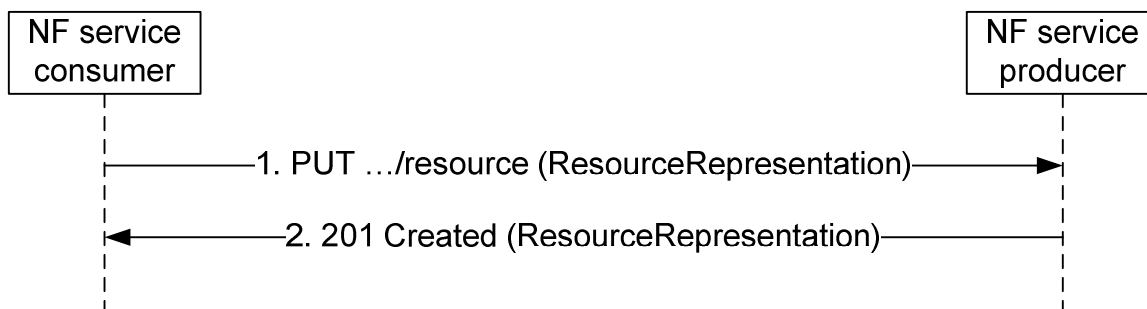 NF service
consumer
NF service
producer
1. PUT …/resource (ResourceRepresentation)
2. 201 Created (ResourceRepresentation)